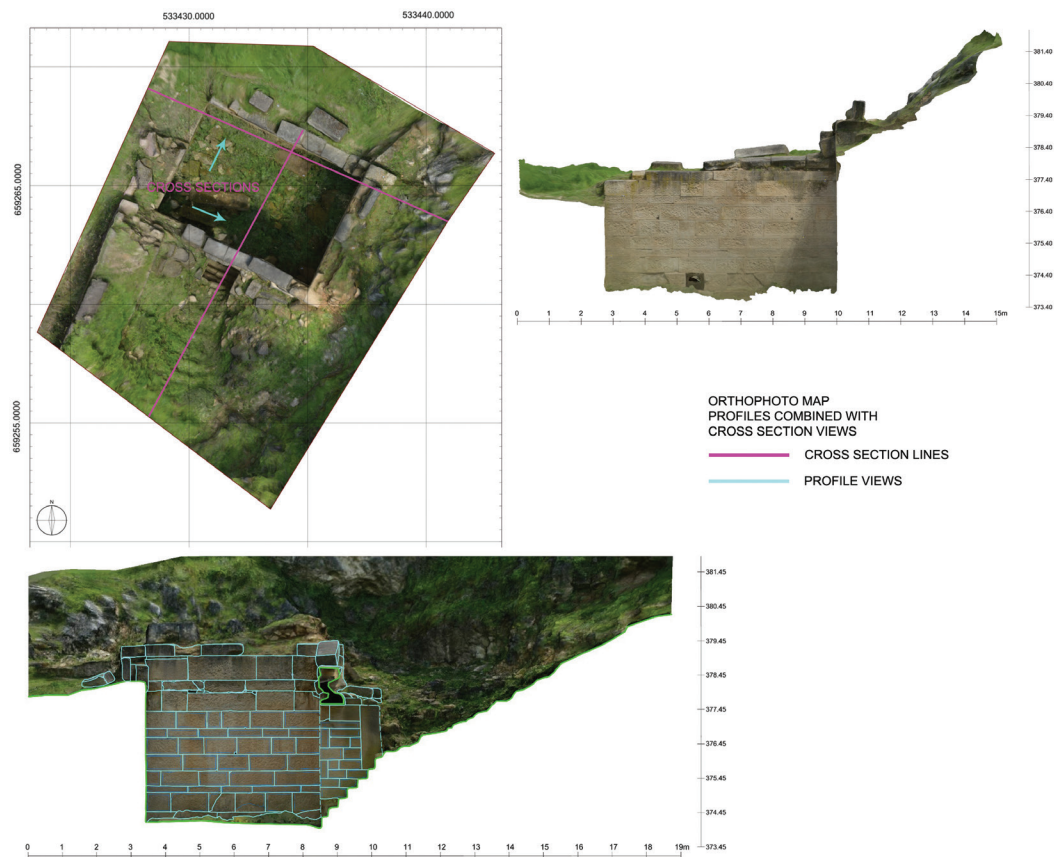 533430.0000
533440.0000
659265.0000
659255.0000
CROSS SECTIONS
N
381.40
380.40
379.40
378.40
377.40
376.40
375.40
374.40
373.40
0 1 2 3 4 5 6 7 8 9 10 11 12 13 14 15m
ORTHOPHOTO MAP
PROFILES COMBINED WITH
CROSS SECTION VIEWS
CROSS SECTION LINES
PROFILE VIEWS
381.45
380.45
379.45
378.45
377.45
376.45
375.45
374.45
373.45
0 1 2 3 4 5 6 7 8 9 10 11 12 13 14 15 16 17 18 19m